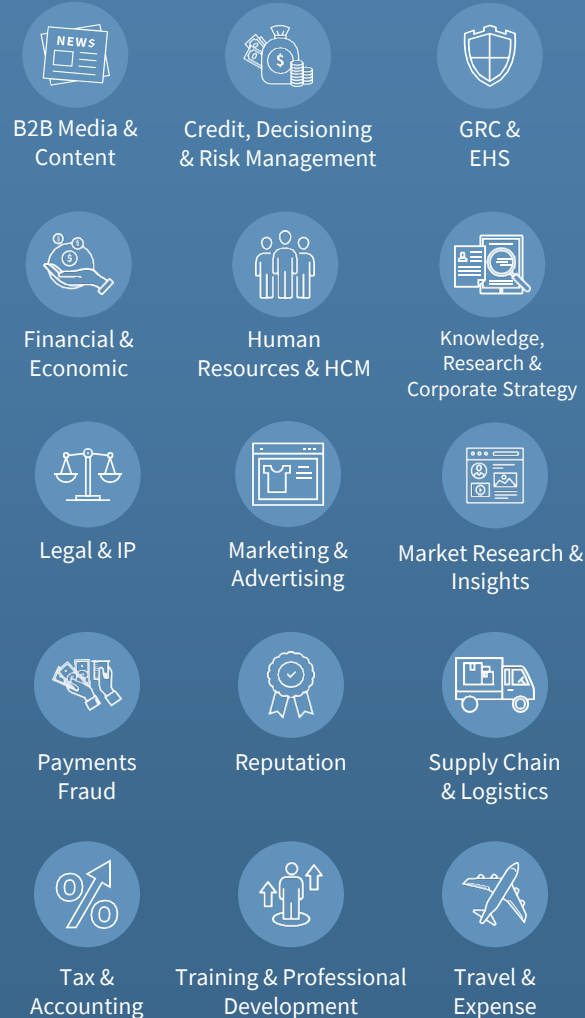 NEWS
B2B Media &
Content
Credit, Decisioning
& Risk Management
GRC &
EHS
Financial &
Economic
Human
Resources & HCM
Knowledge,
Research &
Corporate Strategy
Legal & IP
Marketing &
Advertising
Market Research &
Insights
Payments
Fraud
Reputation
Supply Chain
& Logistics
Tax &
Accounting
Training & Professional
Development
Travel &
Expense